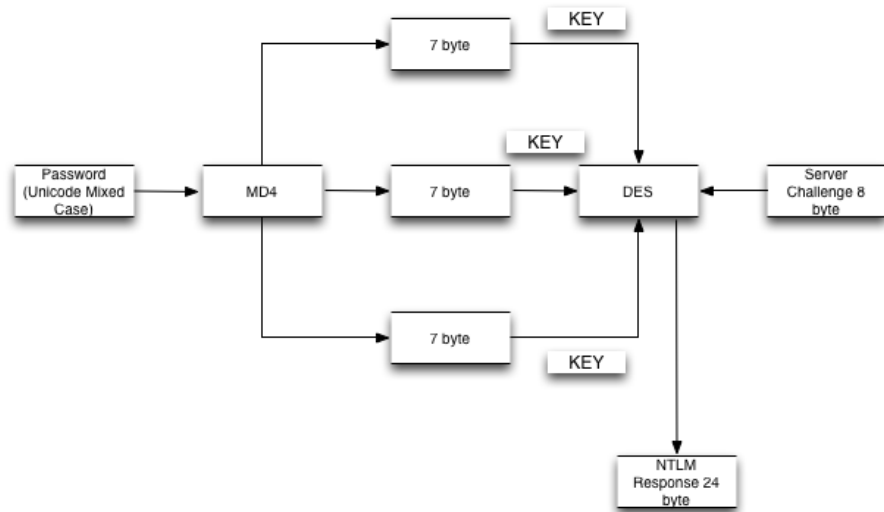 KEY
7 byte
KEY
Password
(Unicode Mixed
Case)
MD4
7 byte
DES
Server
Challenge 8
byte
7 byte
KEY
NTLM
Response 24
byte